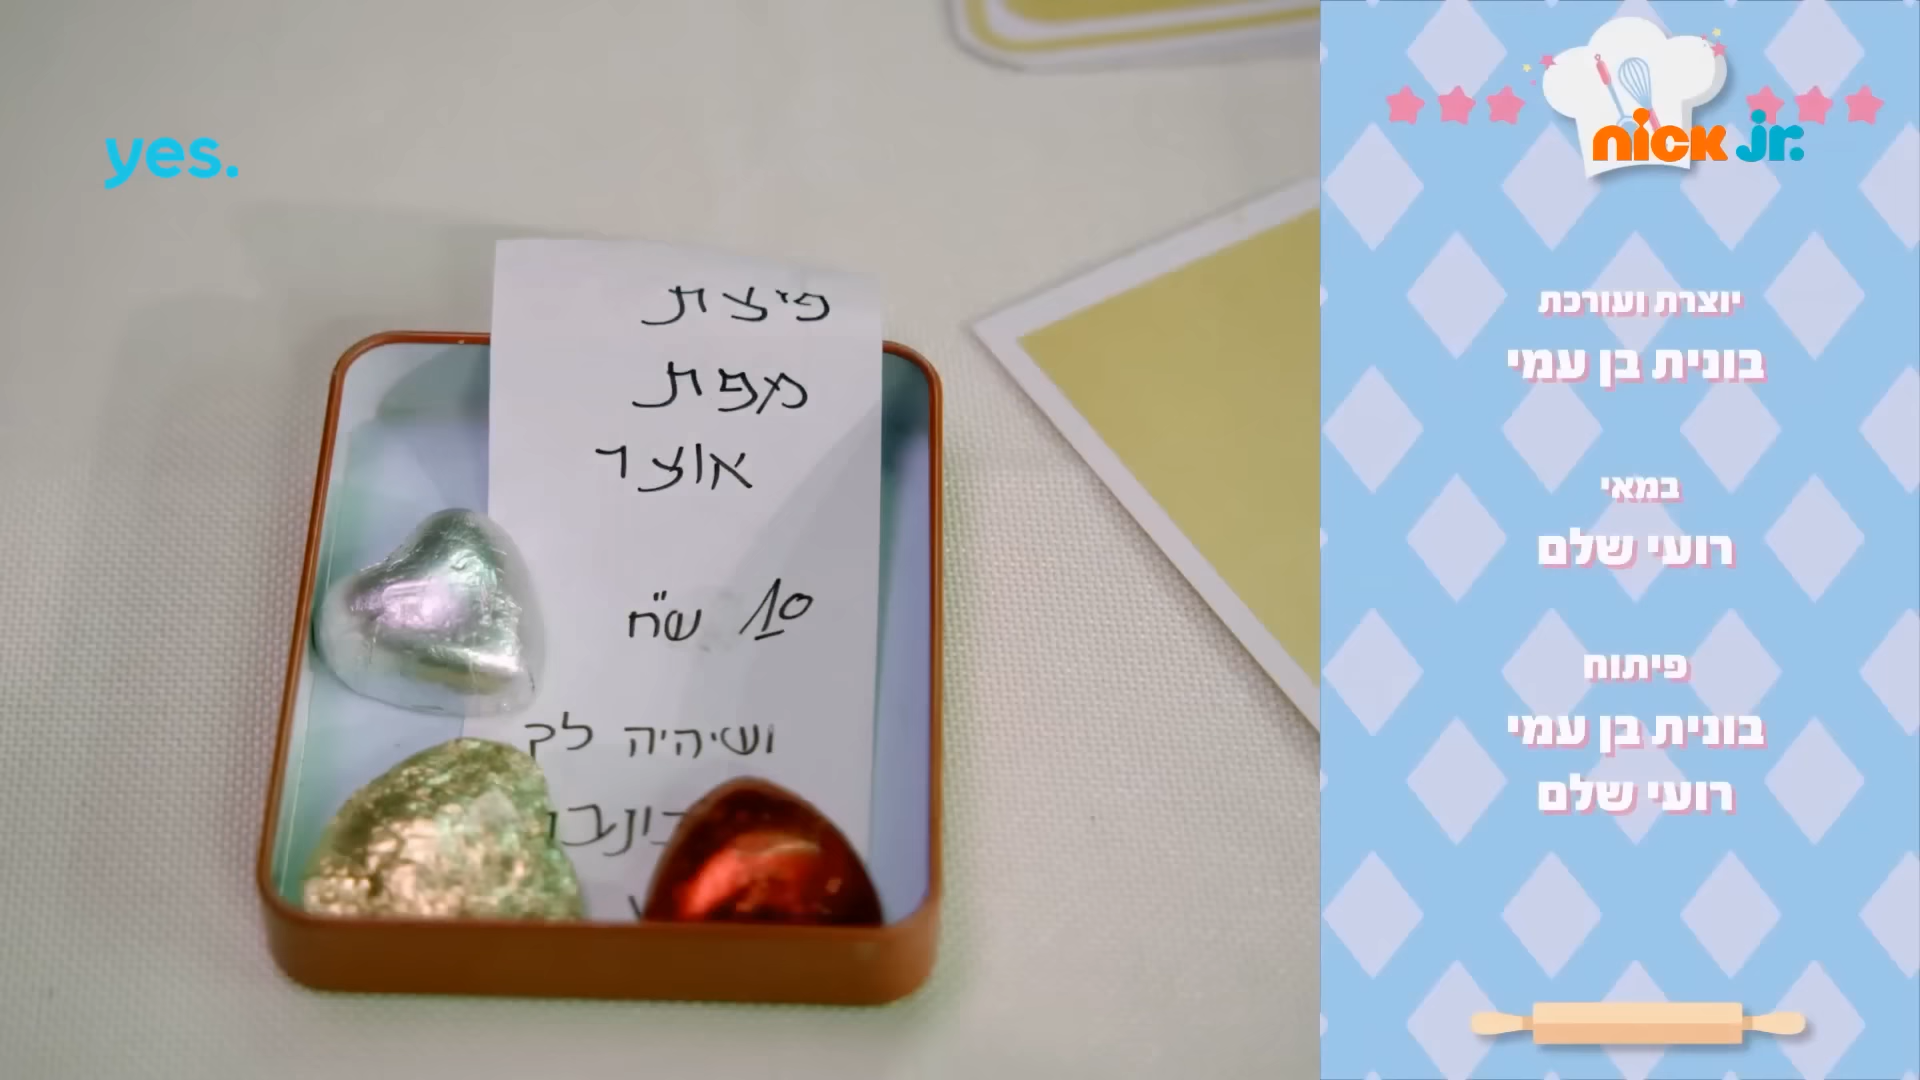 yes.
פיצת
מפת
אוצר
10 ש"ח
ושיהיה לך
nick jr.
יוצרת ועורכת
בונית בן עמי
במאי
רועי שלם
פיתוח
בונית בן עמי
רועי שלם